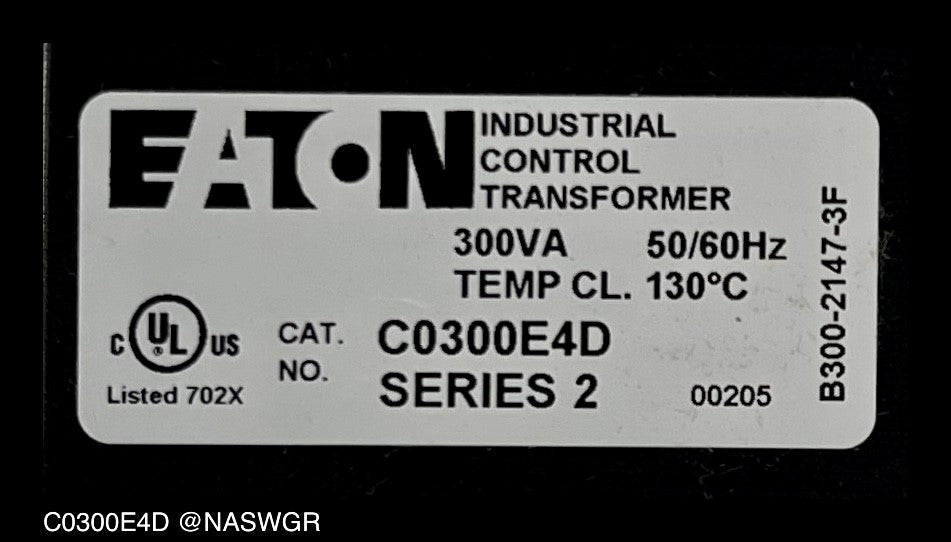 EATON
INDUSTRIAL
CONTROL
TRANSFORMER
300VA 50/60Hz
TEMP CL. 130°C
C UL ® US
Listed 702X
CAT. NO.
C0300E4D
SERIES 2
00205
B300-2147-3F
C0300E4D @NASWGR